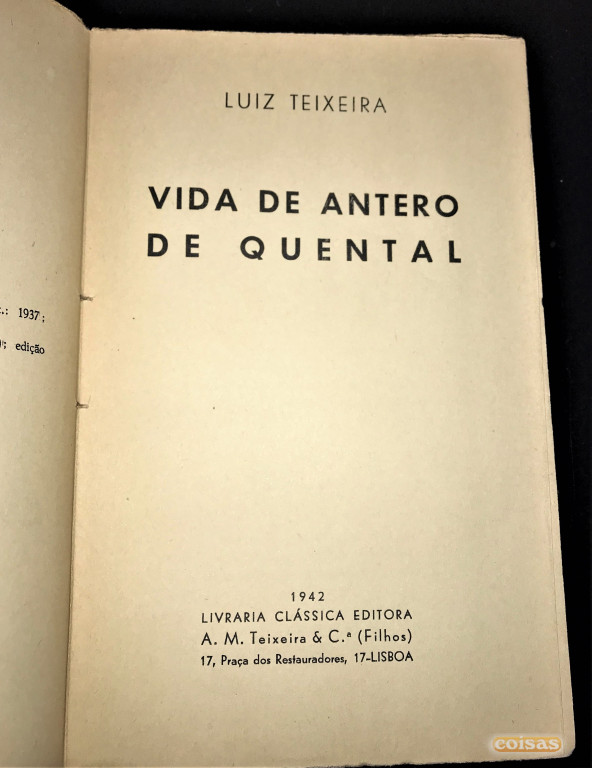 1937;
edição
LUIZ TEIXEIRA
VIDA DE ANTERO
DE QUENTAL
1942
LIVRARIA CLÁSSICA EDITORA
A. M. Teixeira & C.ª (Filhos)
17, Praça dos Restauradores, 17-LISBOA
coisas